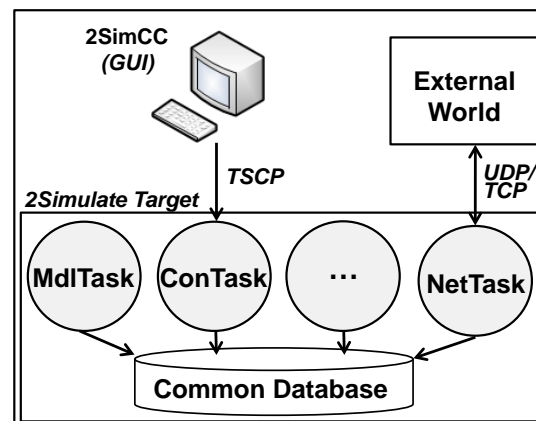 2SimCC
(GUI)
External
World
TSCP
UDP/
TCP
2Simulate Target
MdlTask
ConTask
...
NetTask
Common Database